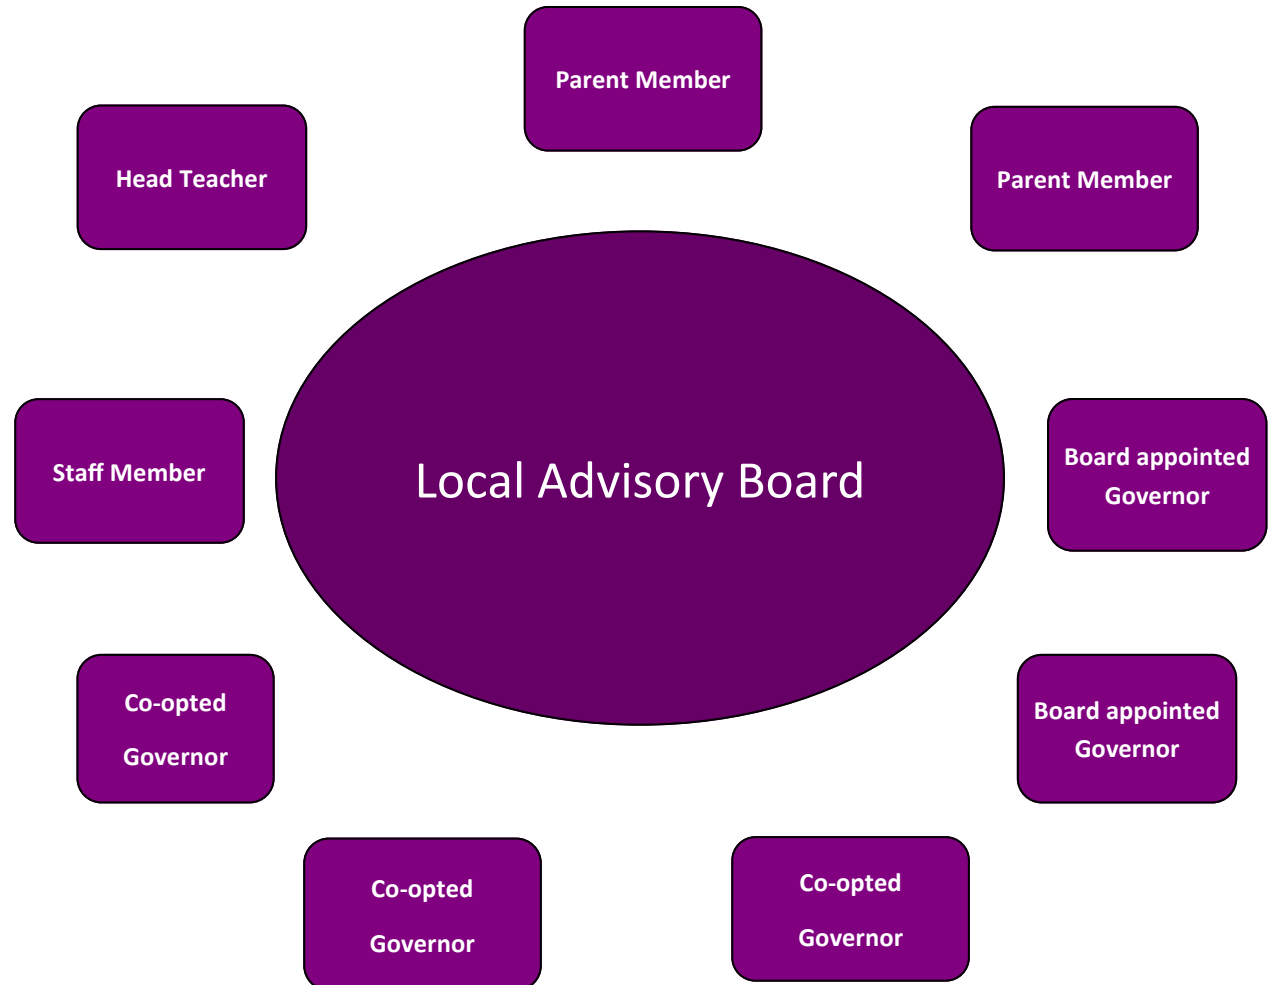 Parent Member
Head Teacher
Parent Member
Staff Member
Local Advisory Board
Board appointed
Governor
Co-opted
Governor
Board appointed
Governor
Co-opted
Governor
Co-opted
Governor